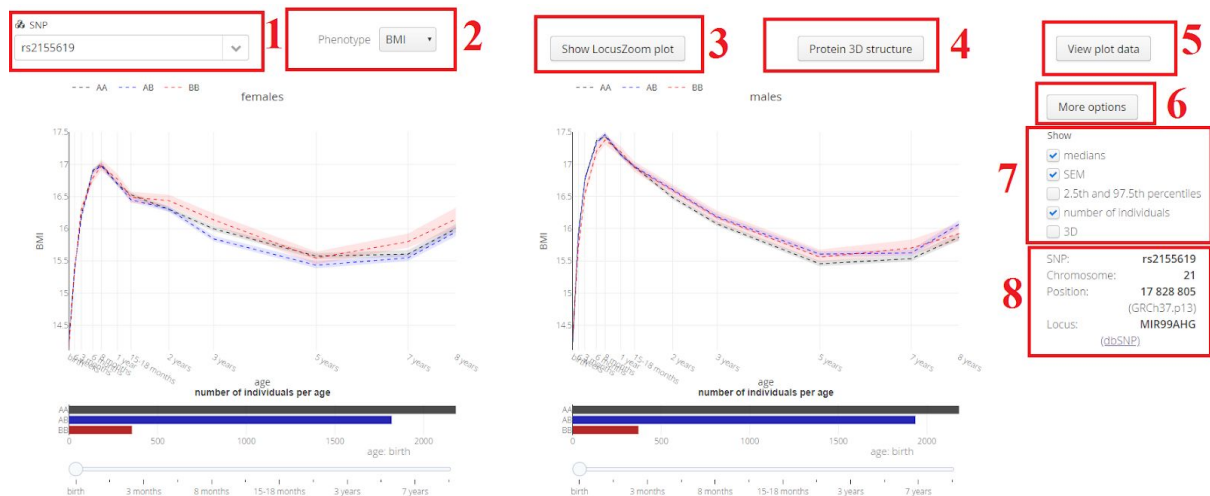 SNP
1
rs2155619
Phenotype
BMI
2
Show LocusZoom plot
3
Protein 3D structure
4
View plot data
5
More options
6
AA AB BB
females
AA AB BB
males
Show
medians
SEM
2.5th and 97.5th percentiles
number of individuals
3D
7
SNP: rs2155619
Chromosome: 21
Position: 17 828 805
(GRCh37.p13)
Locus: MIR99AHG
(dbSNP)
8
17.5
17
16.5
16
15.5
15
14.5
BMI
1 year
15-18 months
2 years
3 years
5 years
7 years
8 years
age
number of individuals per age
AA
AB
BB
0 500 1000 1500 2000
age: birth
birth 3 months 8 months 15-18 months 3 years 7 years
17.5
17
16.5
16
15.5
15
14.5
BMI
1 year
15-18 months
2 years
3 years
5 years
7 years
8 years
age
number of individuals per age
AA
AB
BB
0 500 1000 1500 2000
age: birth
birth 3 months 8 months 15-18 months 3 years 7 years